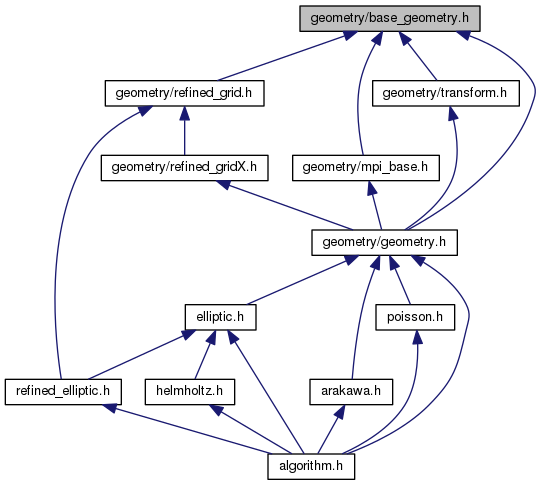 geometry/base_geometry.h
geometry/refined_grid.h
geometry/transform.h
geometry/refined_gridX.h
geometry/mpi_base.h
geometry/geometry.h
elliptic.h
poisson.h
refined_elliptic.h
helmholtz.h
arakawa.h
algorithm.h